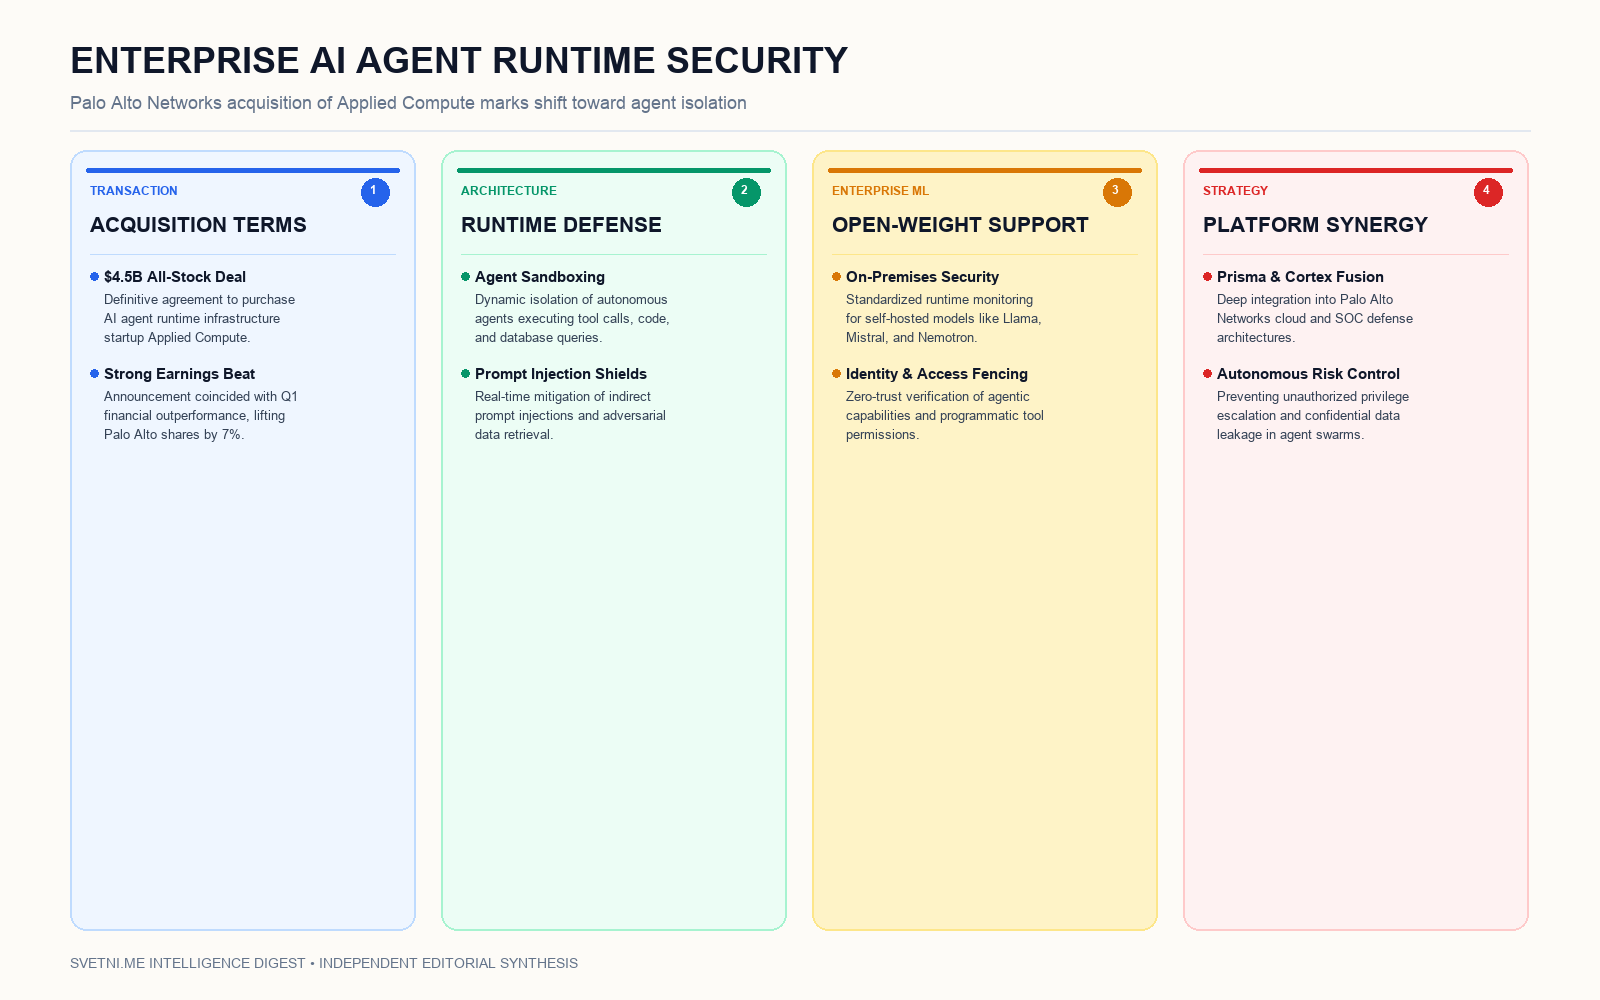 ENTERPRISE AI AGENT RUNTIME SECURITY
Palo Alto Networks acquisition of Applied Compute marks shift toward agent isolation
TRANSACTION
1
ACQUISITION TERMS
$4.5B All-Stock Deal
Definitive agreement to purchase
AI agent runtime infrastructure
startup Applied Compute.
Strong Earnings Beat
Announcement coincided with Q1
financial outperformance, lifting
Palo Alto shares by 7%.
ARCHITECTURE
2
RUNTIME DEFENSE
Agent Sandboxing
Dynamic isolation of autonomous
agents executing tool calls, code,
and database queries.
Prompt Injection Shields
Real-time mitigation of indirect
prompt injections and adversarial
data retrieval.
ENTERPRISE ML
3
OPEN-WEIGHT SUPPORT
On-Premises Security
Standardized runtime monitoring
for self-hosted models like Llama,
Mistral, and Nemotron.
Identity & Access Fencing
Zero-trust verification of agentic
capabilities and programmatic tool
permissions.
STRATEGY
4
PLATFORM SYNERGY
Prisma & Cortex Fusion
Deep integration into Palo Alto
Networks cloud and SOC defense
architectures.
Autonomous Risk Control
Preventing unauthorized privilege
escalation and confidential data
leakage in agent swarms.
SVETNI.ME INTELLIGENCE DIGEST • INDEPENDENT EDITORIAL SYNTHESIS